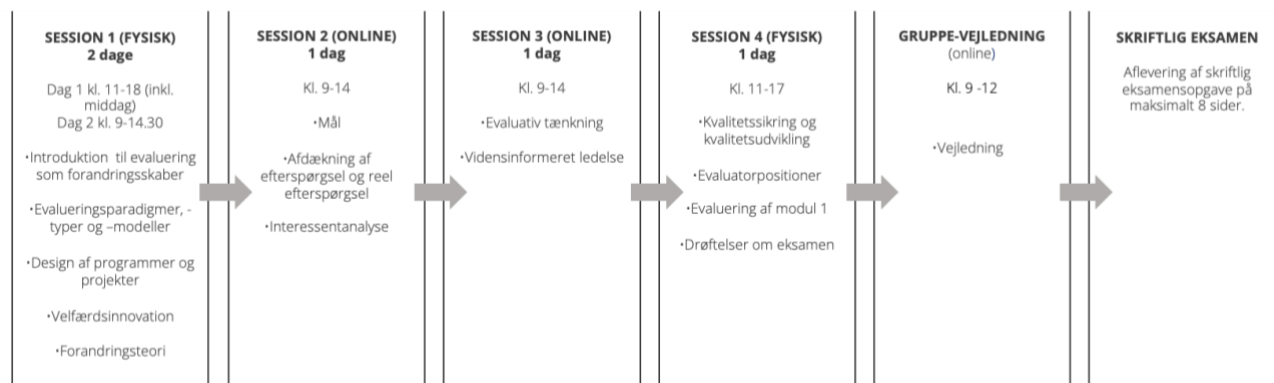 SESSION 1 (FYSISK)
2 dage
Dag 1 kl. 11-18 (inkl.
middag)
Dag 2 kl. 9-14.30
•Introduktion til evaluering
som forandringsskaber
•Evalueringsparadigmer, -
typer og –modeller
•Design af programmer og
projekter
•Velfærdsinnovation
•Forandringsteori
SESSION 2 (ONLINE)
1 dag
Kl. 9-14
•Mål
•Afdækning af
efterspørgsel og reel
efterspørgsel
•Interessentanalyse
SESSION 3 (ONLINE)
1 dag
Kl. 9-14
•Evaluativ tænkning
•Vidensinformeret ledelse
SESSION 4 (FYSISK)
1 dag
Kl. 11-17
•Kvalitetssikring og
kvalitetsudvikling
•Evaluatorpositioner
•Evaluering af modul 1
•Drøftelser om eksamen
GRUPPE-VEJLEDNING
(online)
Kl. 9 -12
•Vejledning
SKRIFTLIG EKSAMEN
Aflevering af skriftlig
eksamensopgave på
maksimalt 8 sider.